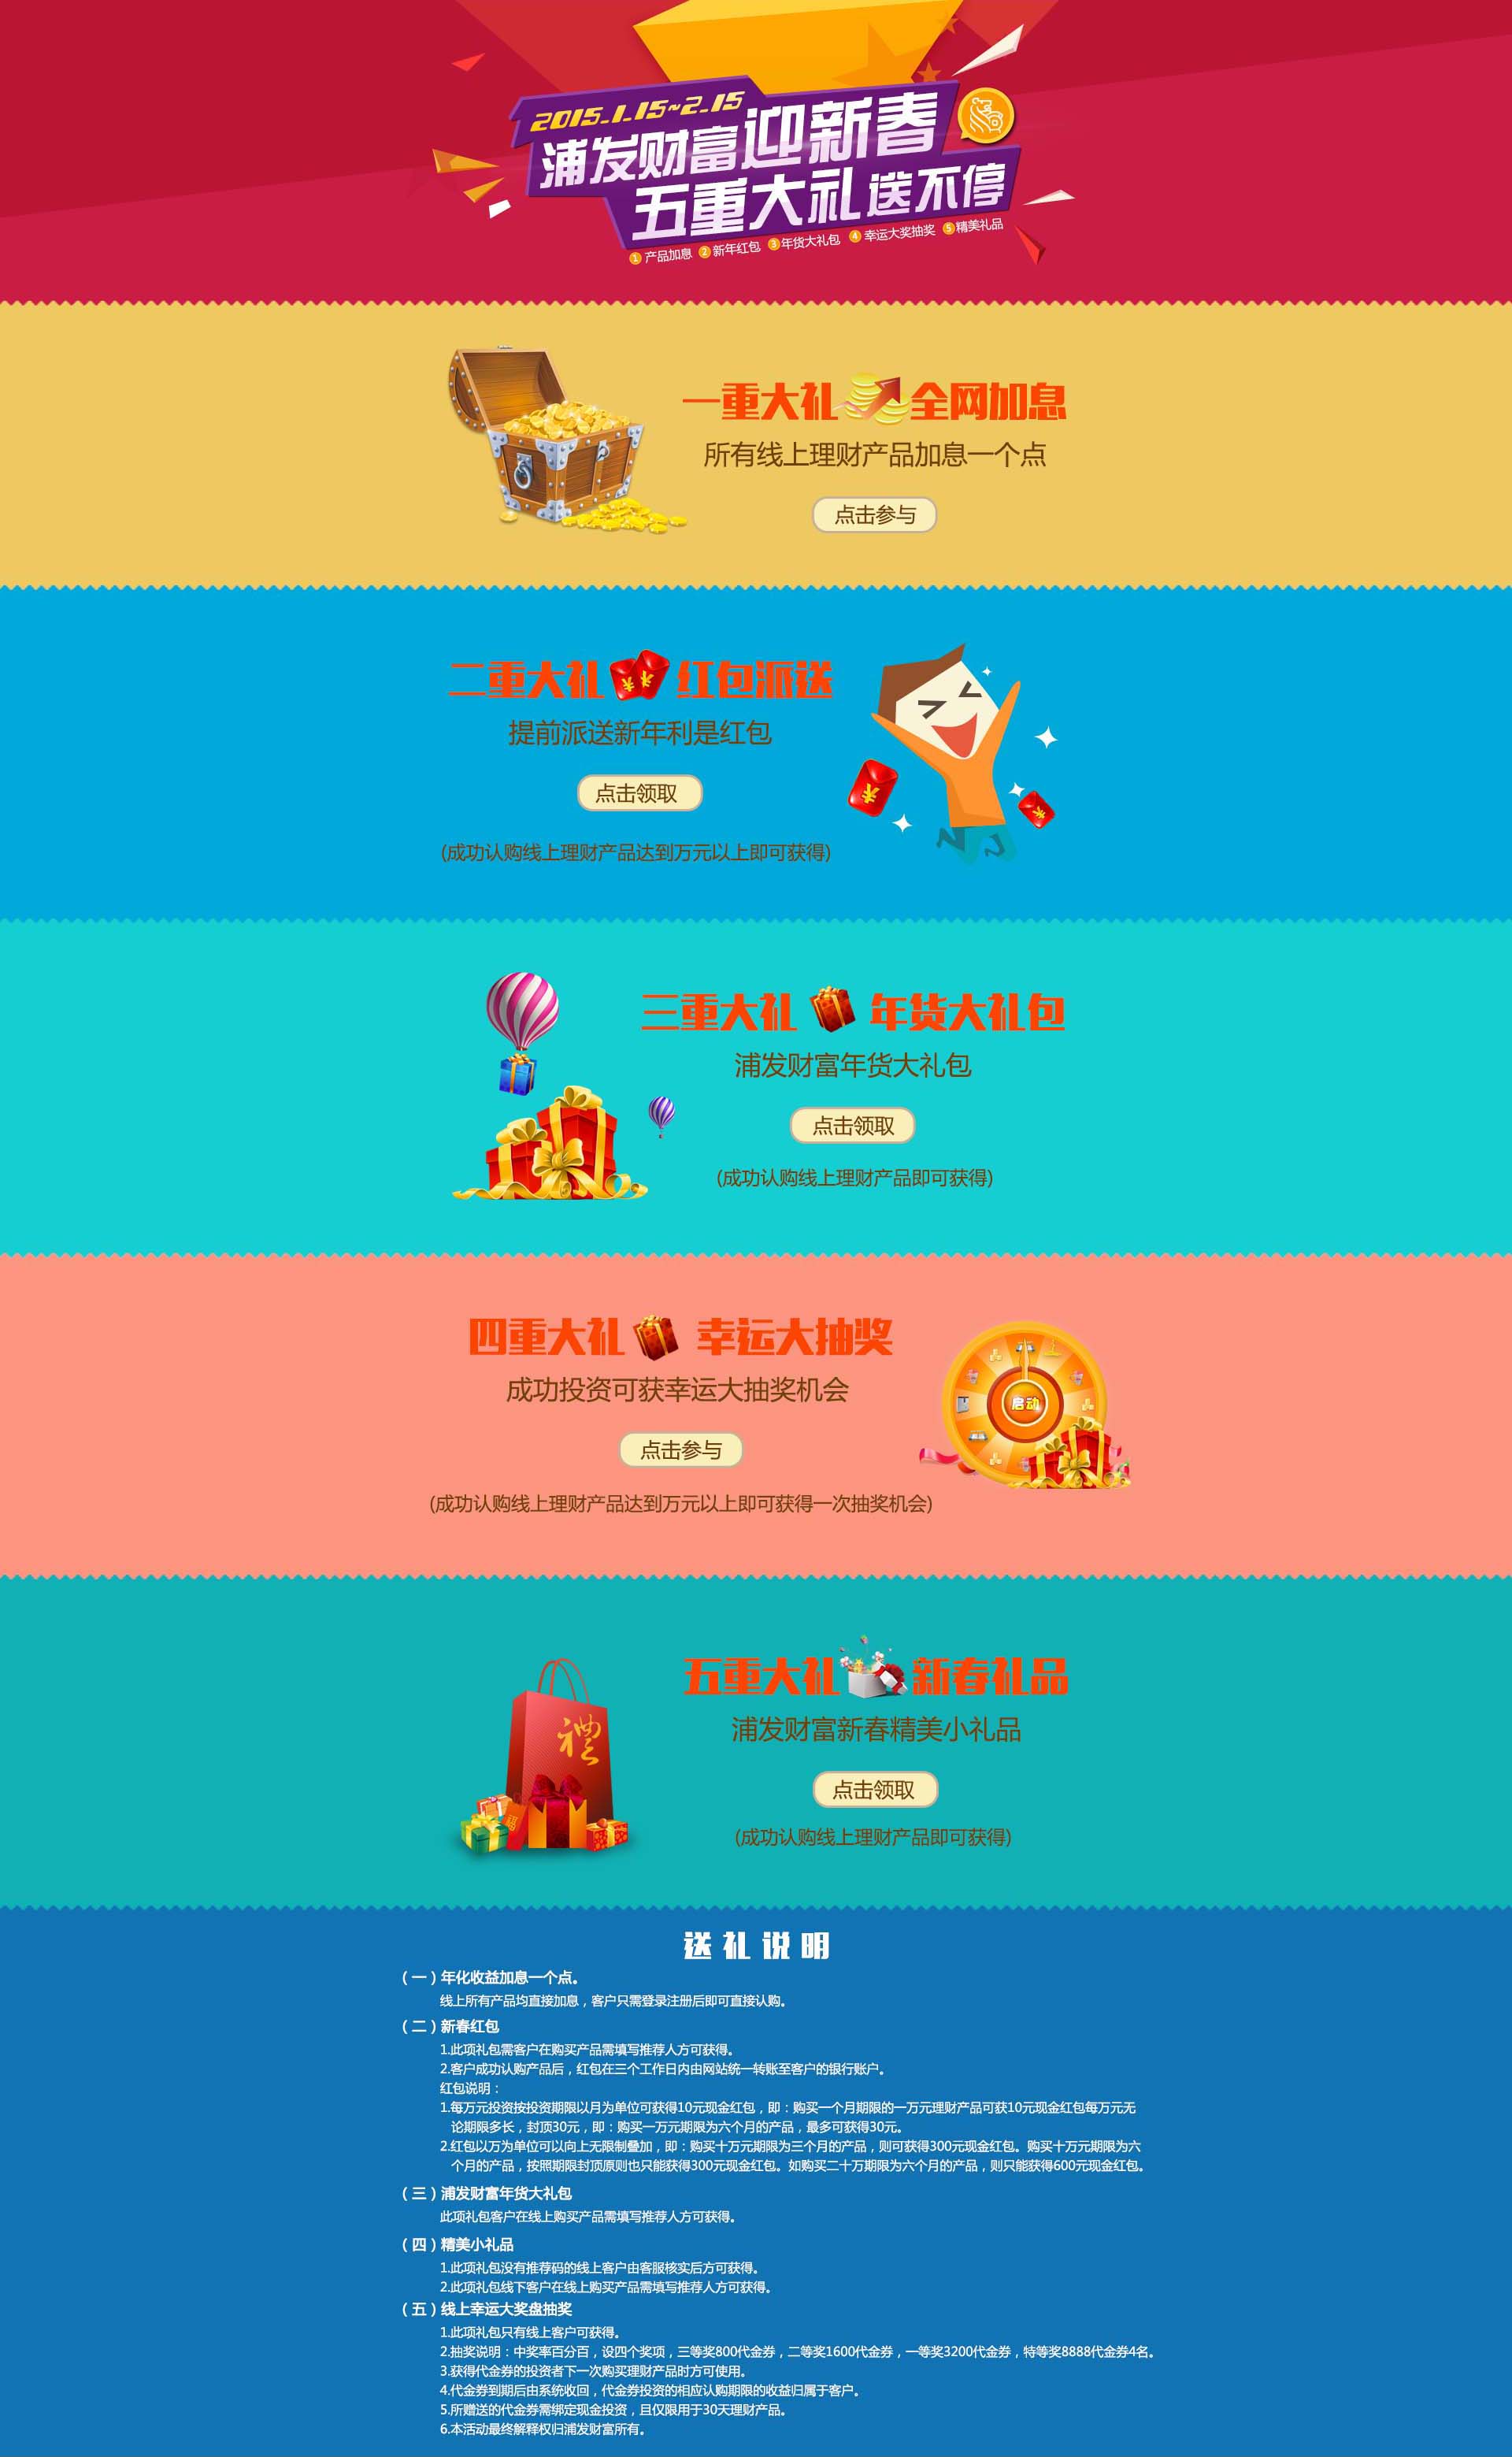 2015.1.15~2.15
浦发财富迎新春
五重大礼送不停
1 产品加息 2 新年红包 3 年货大礼包 4 幸运大奖抽奖 5 精美礼品
一重大礼 全网加息
所有线上理财产品加息一个点
点击参与
二重大礼 红包派送
提前派送新年利是红包
点击领取
(成功认购线上理财产品达到万元以上即可获得)
三重大礼 年货大礼包
浦发财富年货大礼包
点击领取
(成功认购线上理财产品即可获得)
四重大礼 幸运大抽奖
成功投资可获幸运大抽奖机会
启动
点击参与
(成功认购线上理财产品达到万元以上即可获得一次抽奖机会)
五重大礼 新春礼品
禮
浦发财富新春精美小礼品
点击领取
(成功认购线上理财产品即可获得)
送礼说明
（一）年化收益加息一个点。
线上所有产品均直接加息，客户只需登录注册后即可直接认购。
（二）新春红包
1.此项礼包需客户在购买产品需填写推荐人方可获得。
2.客户成功认购产品后，红包在三个工作日内由网站统一转账至客户的银行账户。
红包说明：
1.每万元投资按投资期限以月为单位可获得10元现金红包，即：购买一个月期限的一万元理财产品可获10元现金红包每万元无
论期限多长，封顶30元，即：购买一万元期限为六个月的产品，最多可获得30元。
2.红包以万为单位可以向上无限制叠加，即：购买十万元期限为三个月的产品，则可获得300元现金红包。购买十万元期限为六
个月的产品，按照期限封顶原则也只能获得300元现金红包。如购买二十万期限为六个月的产品，则只能获得600元现金红包。
（三）浦发财富年货大礼包
此项礼包客户在线上购买产品需填写推荐人方可获得。
（四）精美小礼品
1.此项礼包没有推荐码的线上客户由客服核实后方可获得。
2.此项礼包线下客户在线上购买产品需填写推荐人方可获得。
（五）线上幸运大奖盘抽奖
1.此项礼包只有线上客户可获得。
2.抽奖说明：中奖率百分百，设四个奖项，三等奖800代金券，二等奖1600代金券，一等奖3200代金券，特等奖8888代金券4名。
3.获得代金券的投资者下一次购买理财产品时方可使用。
4.代金券到期后由系统收回，代金券投资的相应认购期限的收益归属于客户。
5.所赠送的代金券需绑定现金投资，且仅限用于30天理财产品。
6.本活动最终解释权归浦发财富所有。